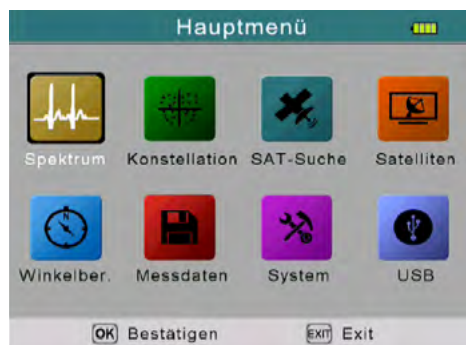 Hauptmenü
Spektrum Konstellation SAT-Suche Satelliten
N
Winkelber. Messdaten System USB
OK Bestätigen EXIT Exit